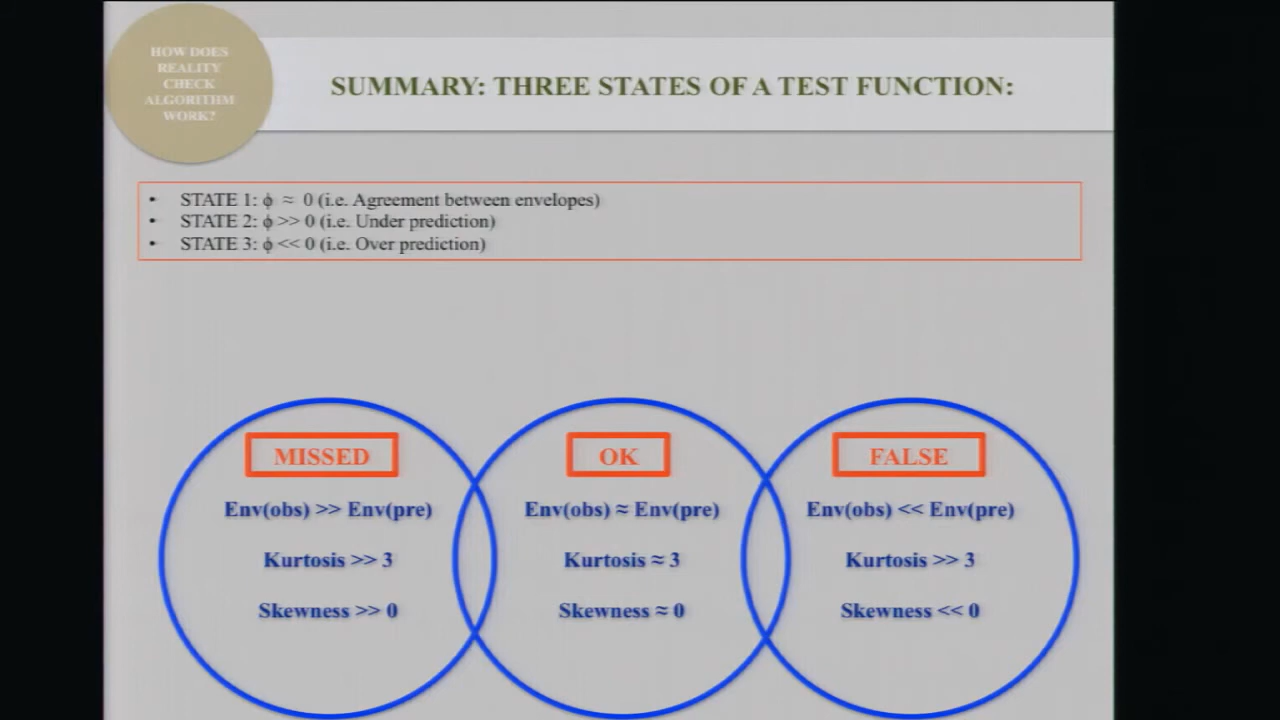 HOW DOES
REALITY
CHECK
ALGORITHM
WORK?
SUMMARY: THREE STATES OF A TEST FUNCTION:
• STATE 1: ϕ ≈ 0 (i.e. Agreement between envelopes)
• STATE 2: ϕ >> 0 (i.e. Under prediction)
• STATE 3: ϕ << 0 (i.e. Over prediction)
MISSED
Env(obs) >> Env(pre)
Kurtosis >> 3
Skewness >> 0
OK
Env(obs) ≈ Env(pre)
Kurtosis ≈ 3
Skewness ≈ 0
FALSE
Env(obs) << Env(pre)
Kurtosis >> 3
Skewness << 0